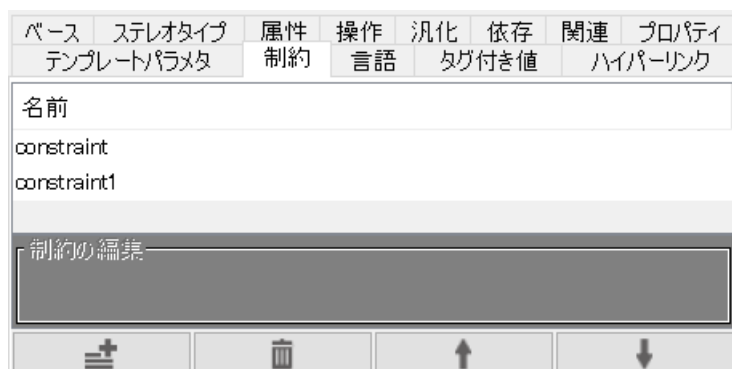 ベース ステレオタイプ 属性 操作 汎化 依存 関連 プロパティ
テンプレートパラメタ 制約 言語 タグ付き値 ハイパーリンク
名前
constraint
constraint1
制約の編集